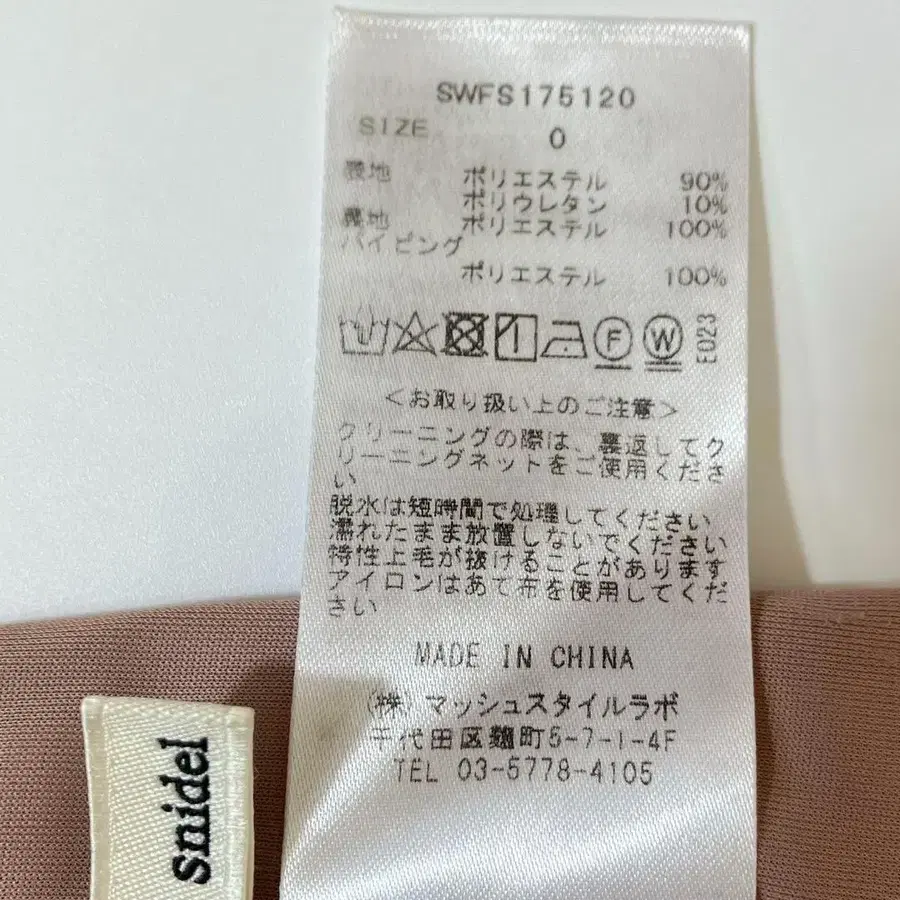 SWFS175120
SIZE 0
表地 ポリエステル 90%
ポリウレタン 10%
裏地 ポリエステル 100%
パイピング
ポリエステル 100%
F W E023
<お取り扱い上のご注意>
クリーニングの際は、裏返してク
リーニングネットをご使用くださ
い
脱水は短時間で処理してください
濡れたまま放置しないでください
特性上毛が抜けることがあります
アイロンはあて布を使用してくだ
さい
MADE IN CHINA
(株)マッシュスタイルラボ
千代田区麹町5-7-1-4F
TEL 03-5778-4105
snidel